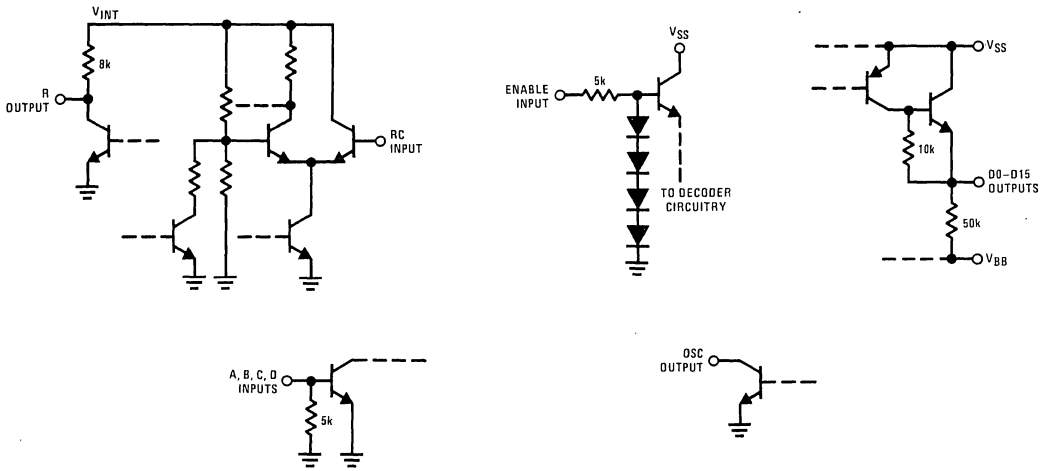 VINT
8k
R
OUTPUT
RC
INPUT
VSS
5k
ENABLE
INPUT
TO DECODER
CIRCUITRY
VSS
10k
D0-D15
OUTPUTS
50k
VBB
A, B, C, D
INPUTS
5k
OSC
OUTPUT